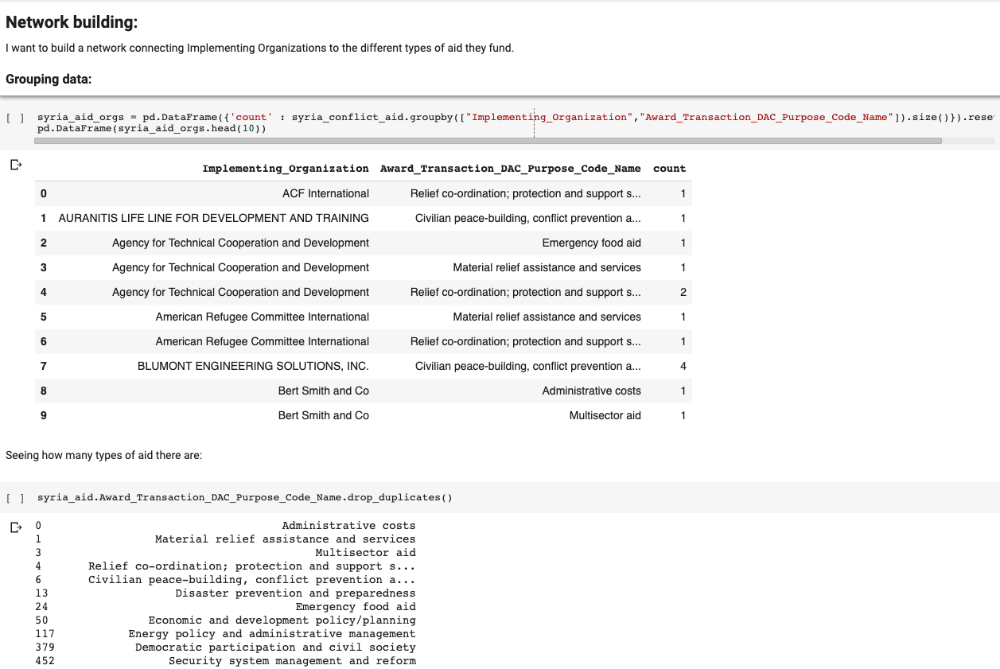 Network building:
I want to build a network connecting Implementing Organizations to the different types of aid they fund.
Grouping data:
[ ] syria_aid_orgs = pd.DataFrame({'count' : syria_conflict_aid.groupby(["Implementing_Organization","Award_Transaction_DAC_Purpose_Code_Name"]).size()}).rese
pd.DataFrame(syria_aid_orgs.head(10))
Implementing_Organization Award_Transaction_DAC_Purpose_Code_Name count
0 ACF International Relief co-ordination; protection and support s... 1
1 AURANITIS LIFE LINE FOR DEVELOPMENT AND TRAINING Civilian peace-building, conflict prevention a... 1
2 Agency for Technical Cooperation and Development Emergency food aid 1
3 Agency for Technical Cooperation and Development Material relief assistance and services 1
4 Agency for Technical Cooperation and Development Relief co-ordination; protection and support s... 2
5 American Refugee Committee International Material relief assistance and services 1
6 American Refugee Committee International Relief co-ordination; protection and support s... 1
7 BLUMONT ENGINEERING SOLUTIONS, INC. Civilian peace-building, conflict prevention a... 4
8 Bert Smith and Co Administrative costs 1
9 Bert Smith and Co Multisector aid 1
Seeing how many types of aid there are:
[ ] syria_aid.Award_Transaction_DAC_Purpose_Code_Name.drop_duplicates()
0 Administrative costs
1 Material relief assistance and services
3 Multisector aid
4 Relief co-ordination; protection and support s...
6 Civilian peace-building, conflict prevention a...
13 Disaster prevention and preparedness
24 Emergency food aid
50 Economic and development policy/planning
117 Energy policy and administrative management
379 Democratic participation and civil society
452 Security system management and reform